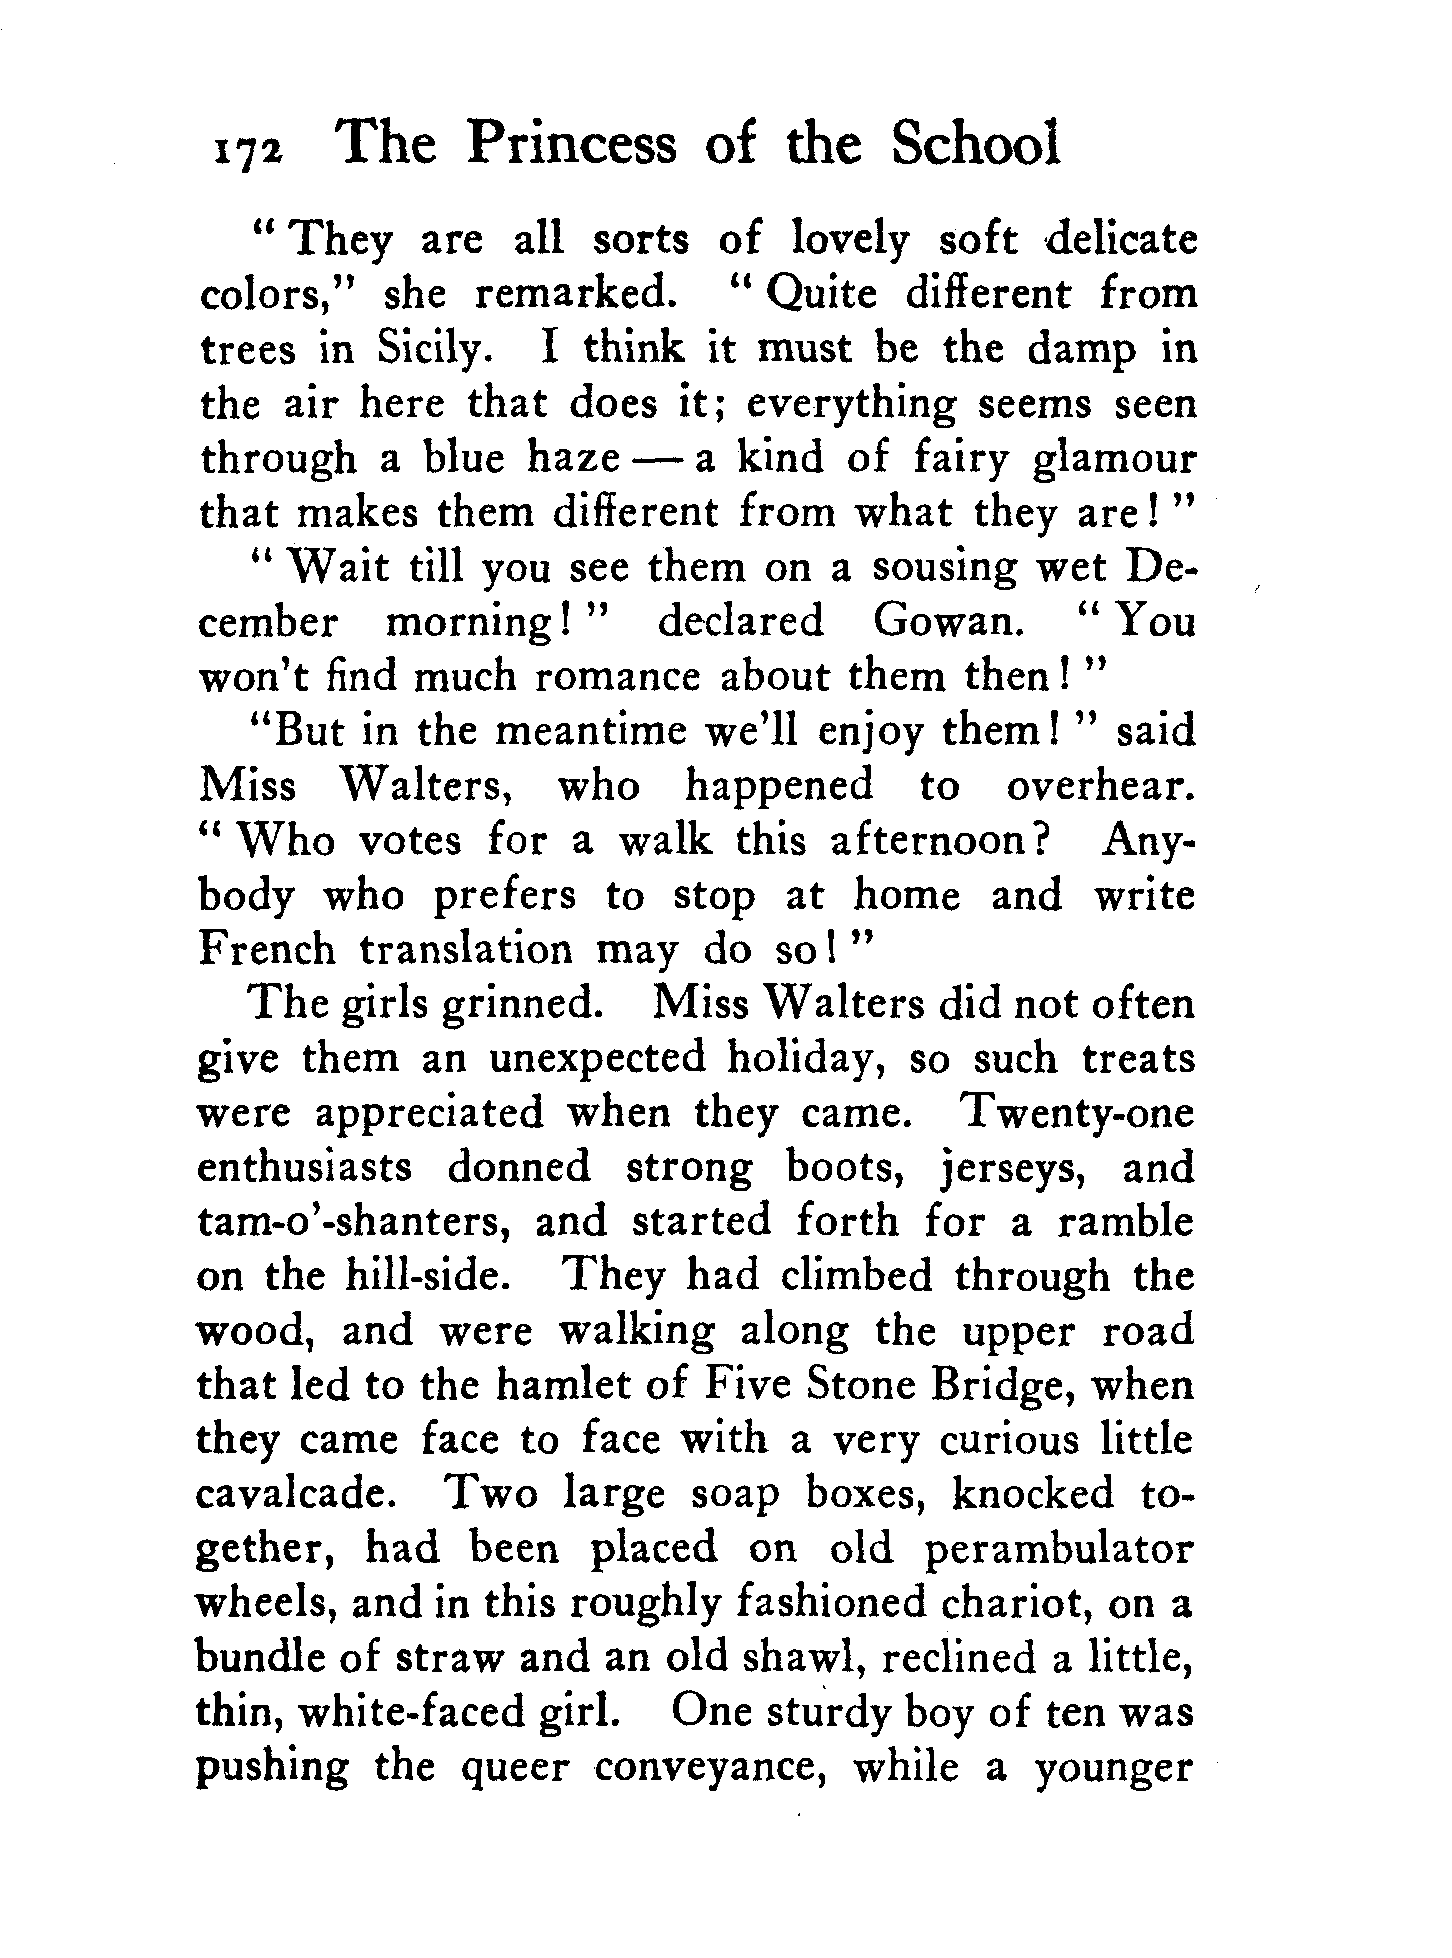 172 The Princess of the School
" They are all sorts of lovely soft delicate
colors," she remarked. " Quite different from
trees in Sicily. I think it must be the damp in
the air here that does it; everything seems seen
through a blue haze — a kind of fairy glamour
that makes them different from what they are! "
" Wait till you see them on a sousing wet De-
cember morning! " declared Gowan. " You
won't find much romance about them then! "
"But in the meantime we'll enjoy them! " said
Miss Walters, who happened to overhear.
" Who votes for a walk this afternoon? Any-
body who prefers to stop at home and write
French translation may do so! "
The girls grinned. Miss Walters did not often
give them an unexpected holiday, so such treats
were appreciated when they came. Twenty-one
enthusiasts donned strong boots, jerseys, and
tam-o'-shanters, and started forth for a ramble
on the hill-side. They had climbed through the
wood, and were walking along the upper road
that led to the hamlet of Five Stone Bridge, when
they came face to face with a very curious little
cavalcade. Two large soap boxes, knocked to-
gether, had been placed on old perambulator
wheels, and in this roughly fashioned chariot, on a
bundle of straw and an old shawl, reclined a little,
thin, white-faced girl. One sturdy boy of ten was
pushing the queer conveyance, while a younger